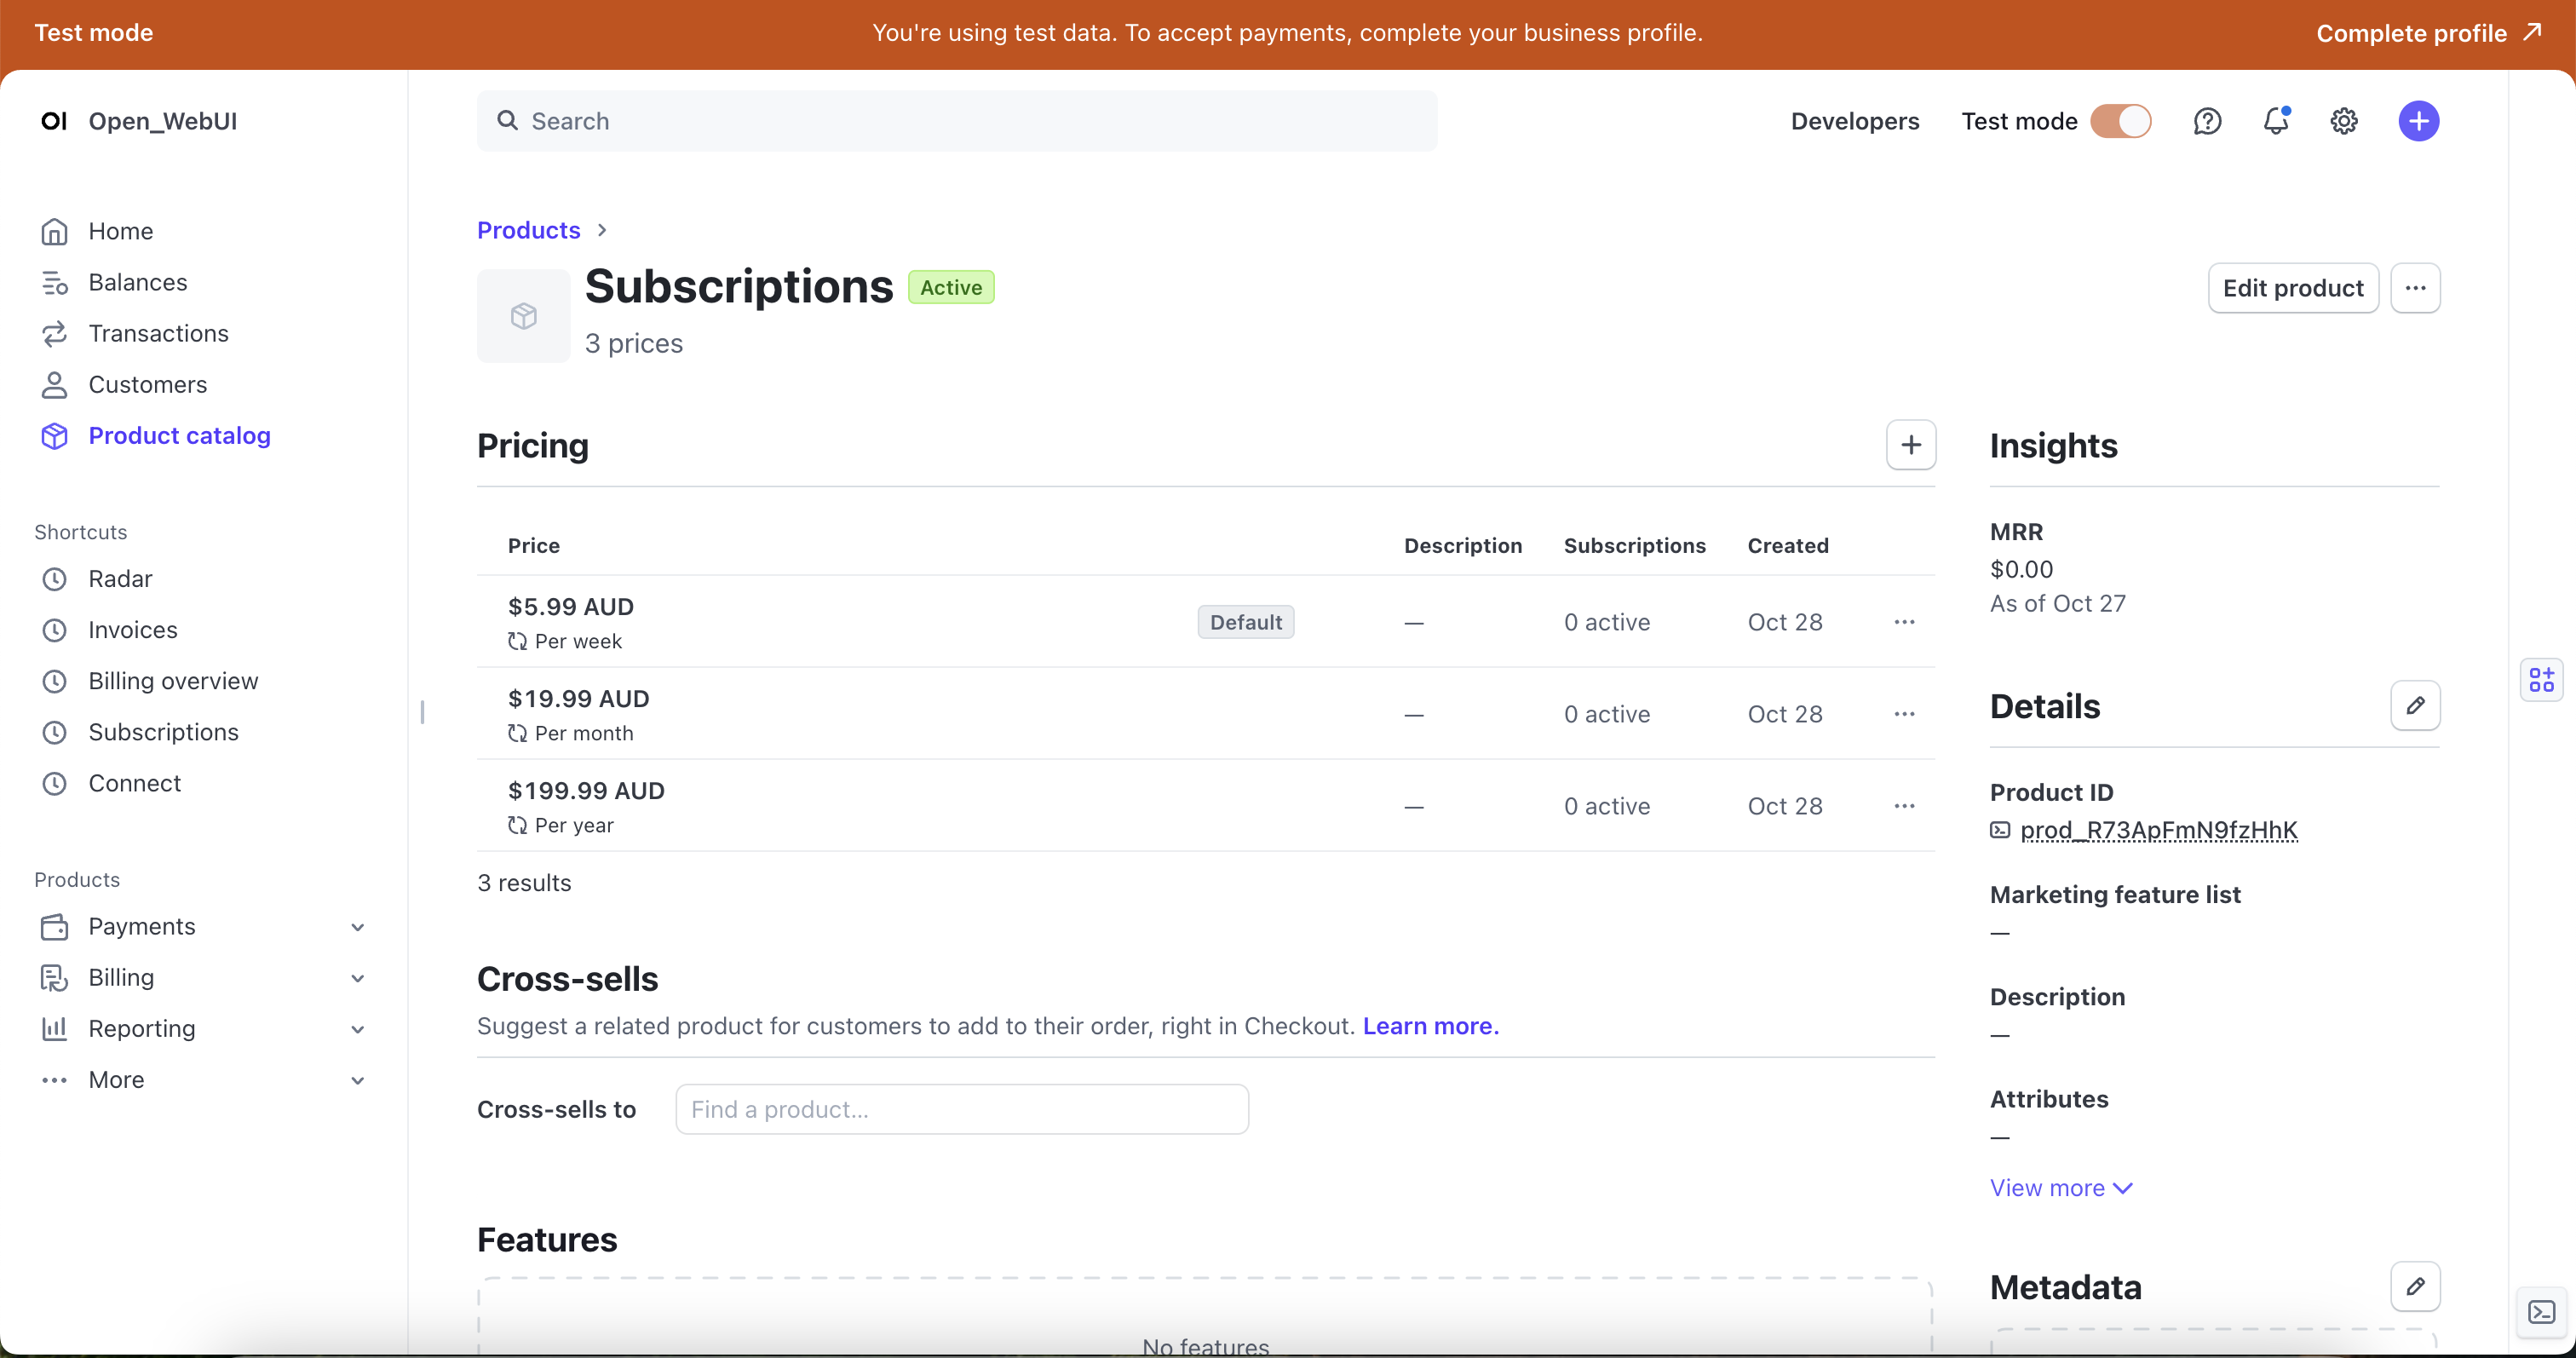 Test mode
You're using test data. To accept payments, complete your business profile.
Complete profile
OI Open_WebUI
Search
Developers
Test mode
Home
Balances
Transactions
Customers
Product catalog
Shortcuts
Radar
Invoices
Billing overview
Subscriptions
Connect
Products
Payments
Billing
Reporting
More
Products
Subscriptions Active
3 prices
Edit product
Pricing
Price Description Subscriptions Created
$5.99 AUD
Per week
Default — 0 active Oct 28
$19.99 AUD
Per month
— 0 active Oct 28
$199.99 AUD
Per year
— 0 active Oct 28
3 results
Cross-sells
Suggest a related product for customers to add to their order, right in Checkout. Learn more.
Cross-sells to Find a product...
Features
No features
Insights
MRR
$0.00
As of Oct 27
Details
Product ID
prod_R73ApFmN9fzHhK
Marketing feature list
—
Description
—
Attributes
—
View more
Metadata